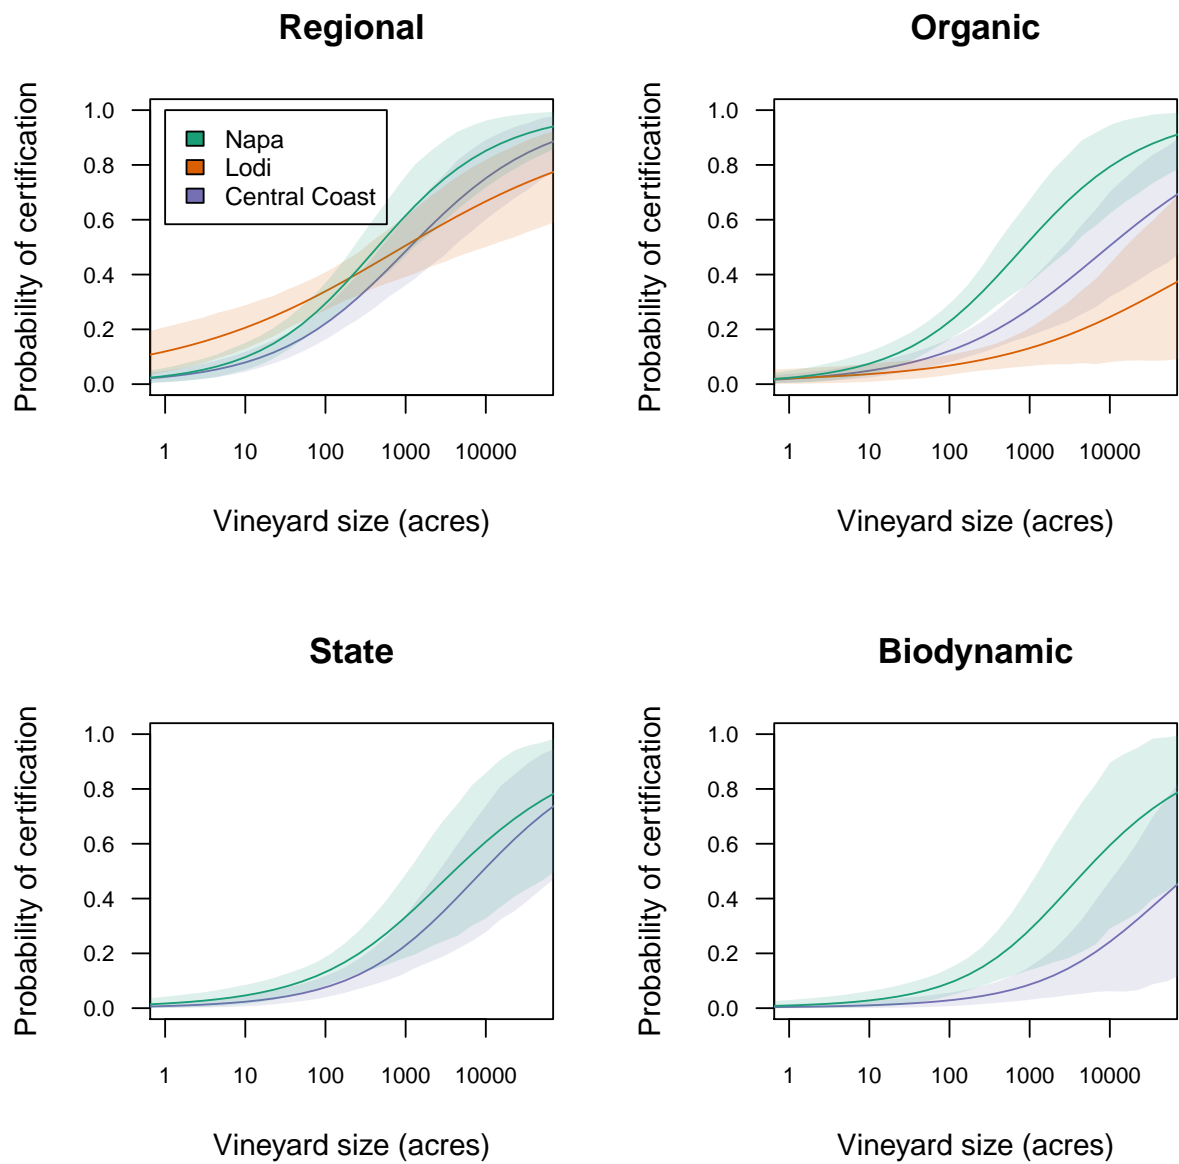 Regional
Probability of certification
1.0
0.8
0.6
0.4
0.2
0.0
Napa
Lodi
Central Coast
1 10 100 1000 10000
Vineyard size (acres)
Organic
Probability of certification
1.0
0.8
0.6
0.4
0.2
0.0
1 10 100 1000 10000
Vineyard size (acres)
State
Probability of certification
1.0
0.8
0.6
0.4
0.2
0.0
1 10 100 1000 10000
Vineyard size (acres)
Biodynamic
Probability of certification
1.0
0.8
0.6
0.4
0.2
0.0
1 10 100 1000 10000
Vineyard size (acres)